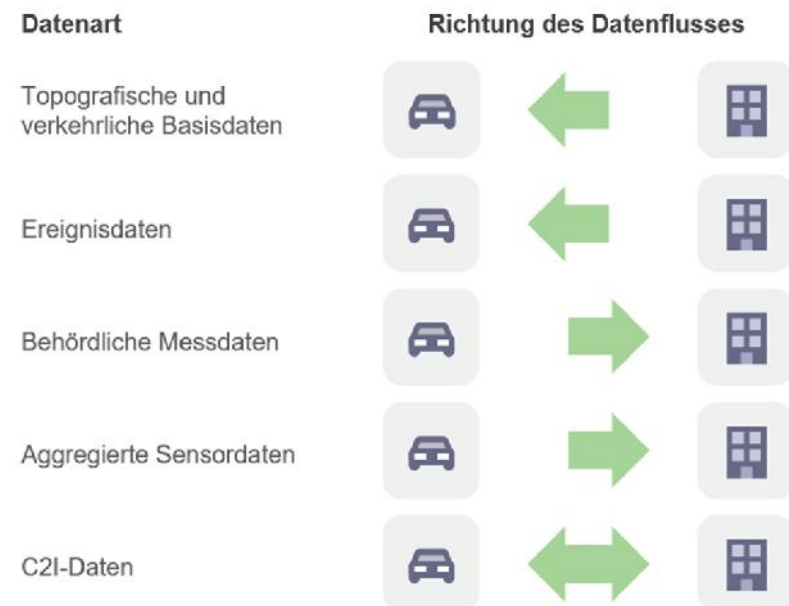 Datenart
Richtung des Datenflusses
Topografische und
verkehrliche Basisdaten
Ereignisdaten
Behördliche Messdaten
Aggregierte Sensordaten
C2I-Daten